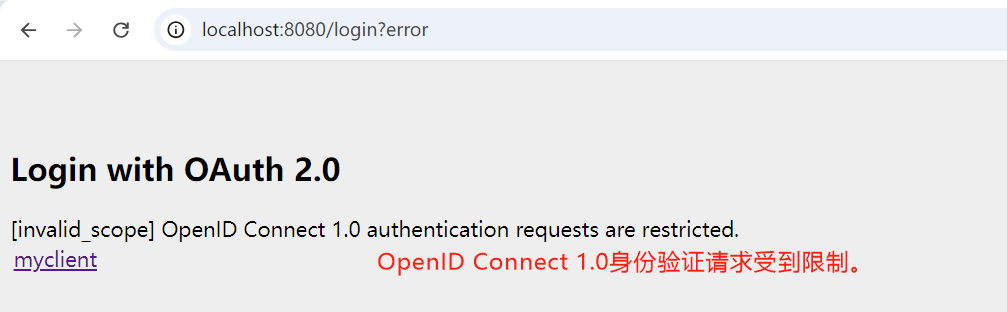 localhost:8080/login?error
Login with OAuth 2.0
[invalid_scope] OpenID Connect 1.0 authentication requests are restricted.
myclient
OpenID Connect 1.0身份验证请求受到限制。